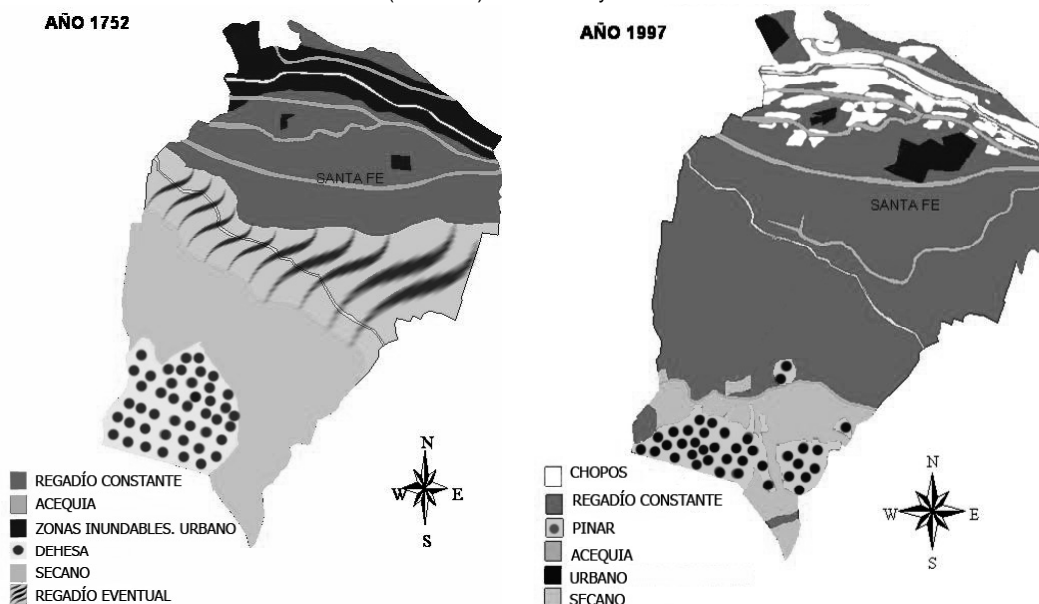 AÑO 1752
SANTA FE
N
W E
S
REGADÍO CONSTANTE
ACEQUIA
ZONAS INUNDABLES. URBANO
DEHESA
SECANO
REGADÍO EVENTUAL
AÑO 1997
SANTA FE
N
W E
S
CHOPOS
REGADÍO CONSTANTE
PINAR
ACEQUIA
URBANO
SECANO